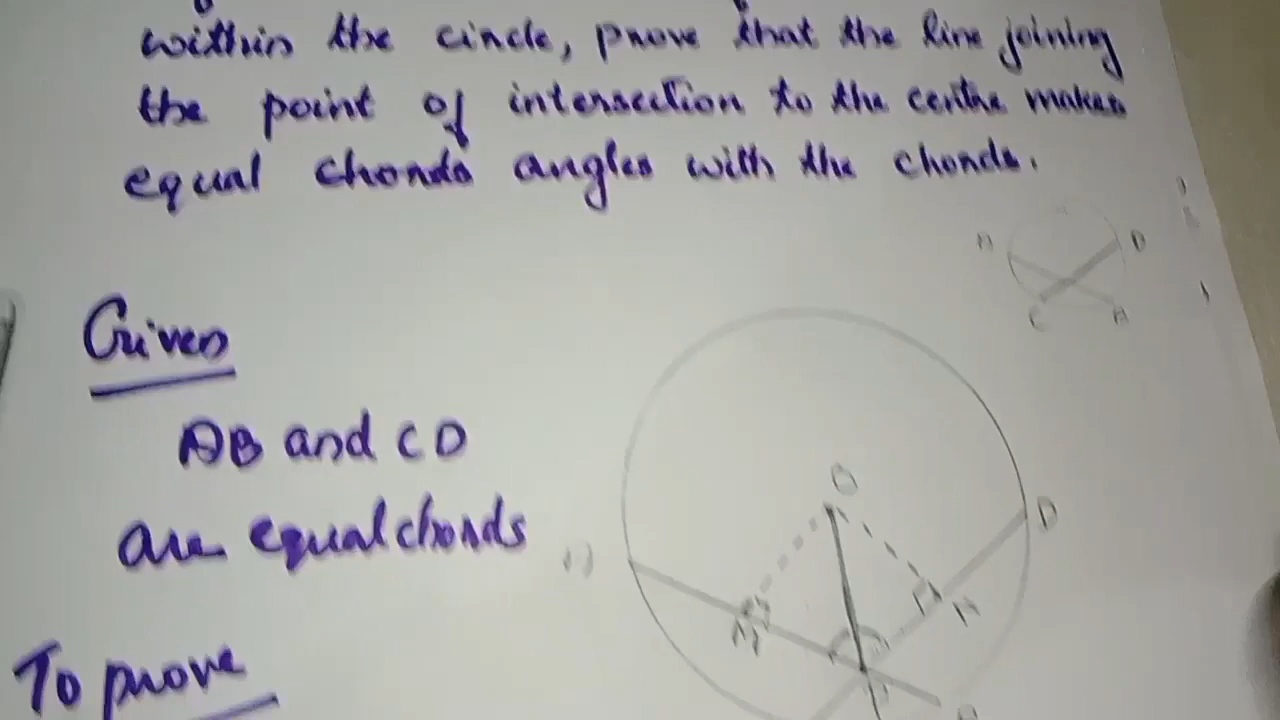 within the circle, prove that the line joining
the point of intersection to the centre makes
equal chords angles with the chords.
D
C
Given
AB and CD
are equal chords
O
D
M
N
To prove